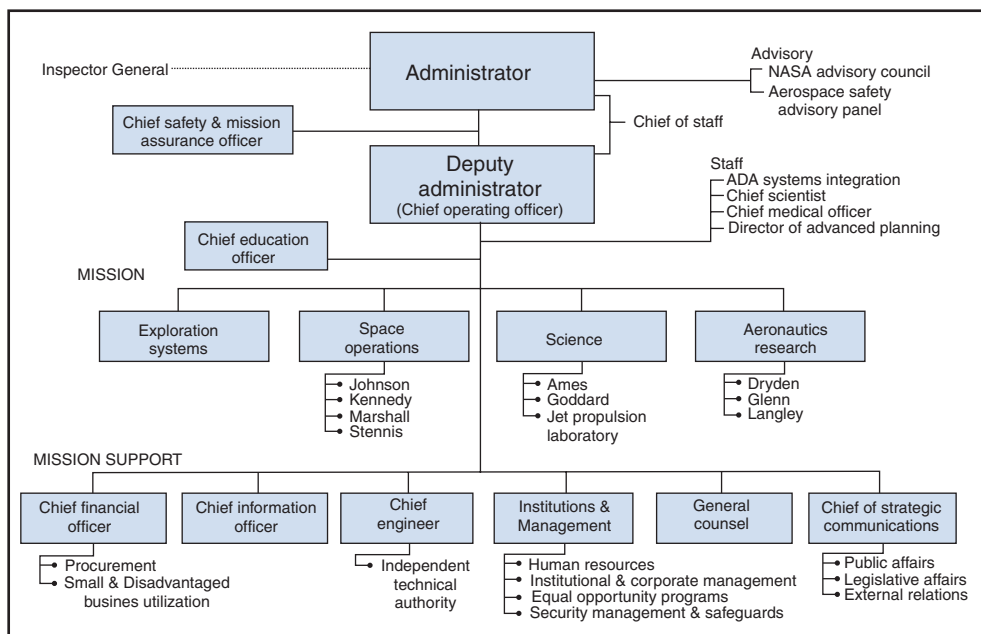 Inspector General
Administrator
Advisory
NASA advisory council
Aerospace safety
advisory panel
Chief safety & mission
assurance officer
Chief of staff
Deputy
administrator
(Chief operating officer)
Staff
ADA systems integration
Chief scientist
Chief medical officer
Director of advanced planning
Chief education
officer
MISSION
Exploration
systems
Space
operations
Johnson
Kennedy
Marshall
Stennis
Science
Ames
Goddard
Jet propulsion
laboratory
Aeronautics
research
Dryden
Glenn
Langley
MISSION SUPPORT
Chief financial
officer
Procurement
Small & Disadvantaged
busines utilization
Chief information
officer
Chief
engineer
Independent
technical
authority
Institutions &
Management
Human resources
Institutional & corporate management
Equal opportunity programs
Security management & safeguards
General
counsel
Chief of strategic
communications
Public affairs
Legislative affairs
External relations